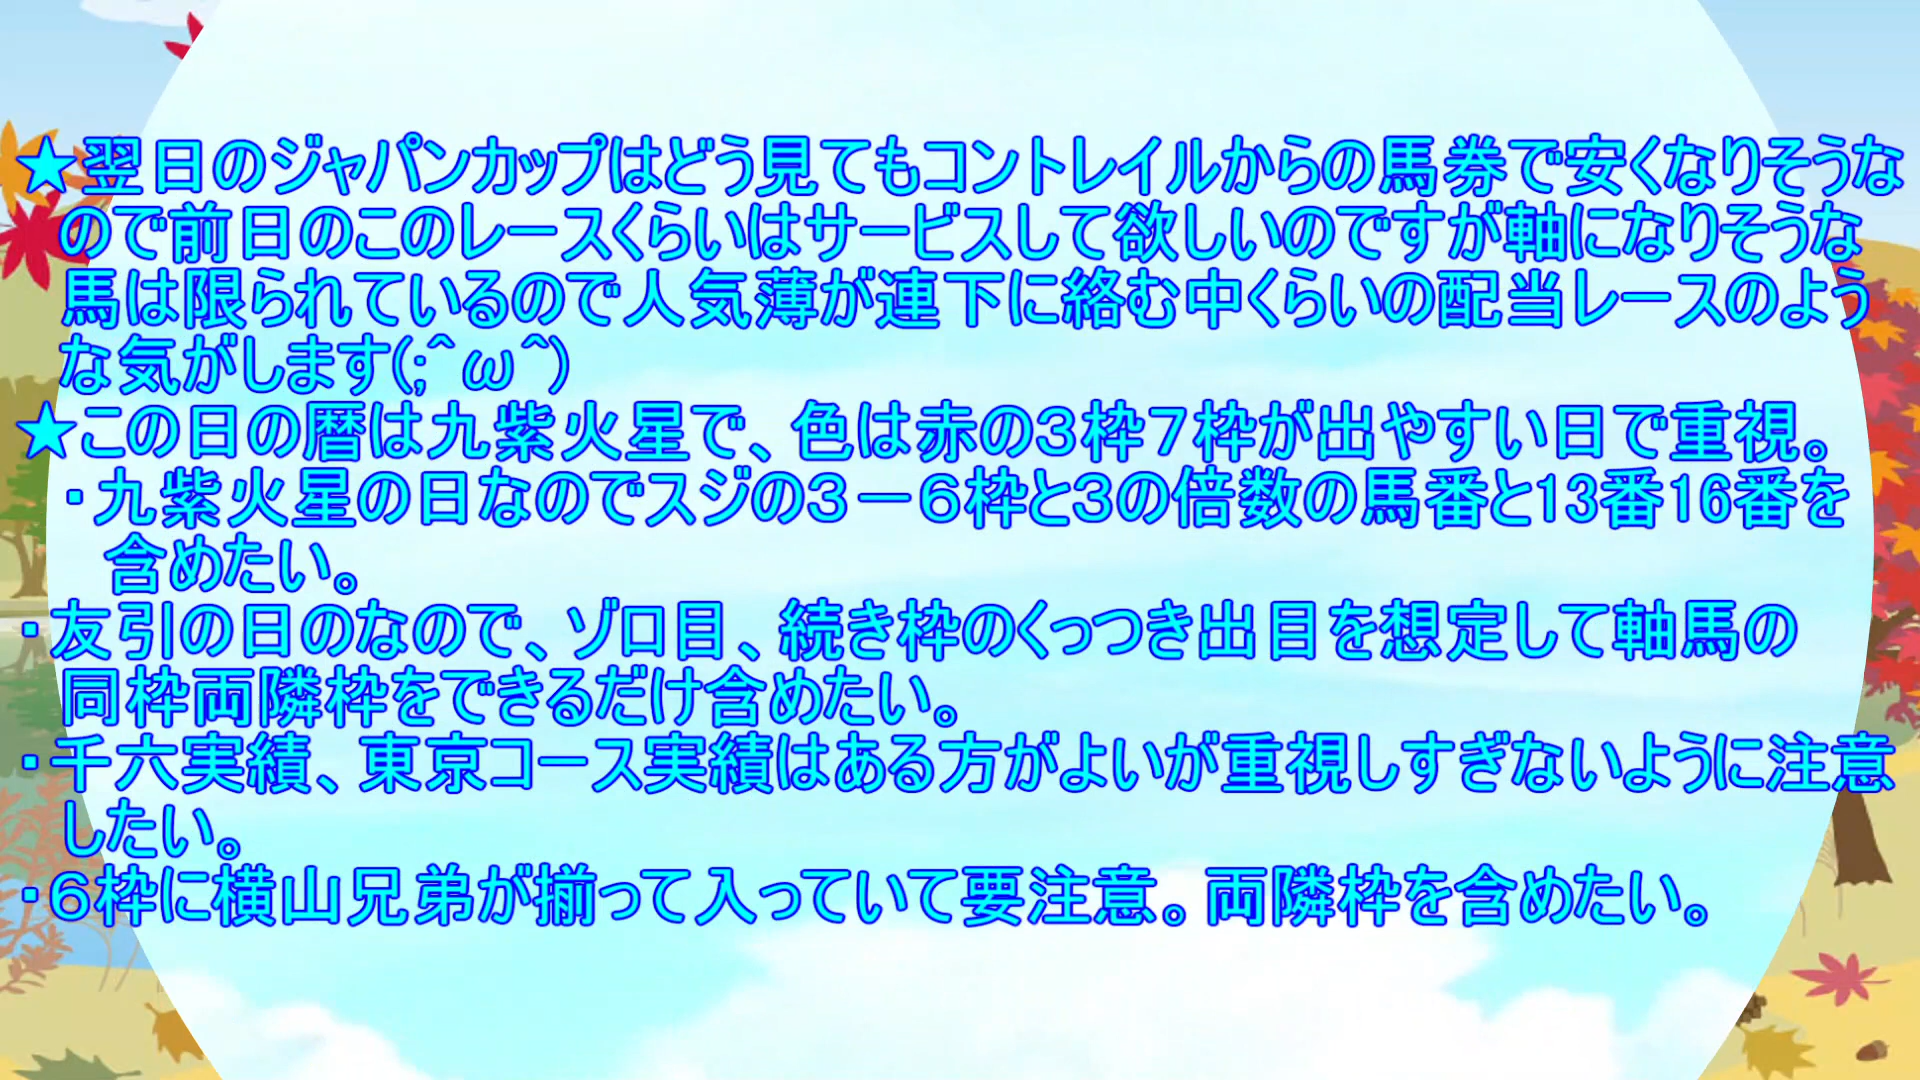 ★翌日のジャパンカップはどう見てもコントレイルからの馬券で安くなりそうな
ので前日のこのレースくらいはサービスして欲しいのですが軸になりそうな
馬は限られているので人気薄が連下に絡む中くらいの配当レースのよう
な気がします(;^ω^)
★この日の暦は九紫火星で、色は赤の３枠７枠が出やすい日で重視。
・九紫火星の日なのでスジの３－６枠と３の倍数の馬番と13番16番を
含めたい。
・友引の日のなので、ゾロ目、続き枠のくっつき出目を想定して軸馬の
同枠両隣枠をできるだけ含めたい。
・千六実績、東京コース実績はある方がよいが重視しすぎないように注意
したい。
・６枠に横山兄弟が揃って入っていて要注意。両隣枠を含めたい。